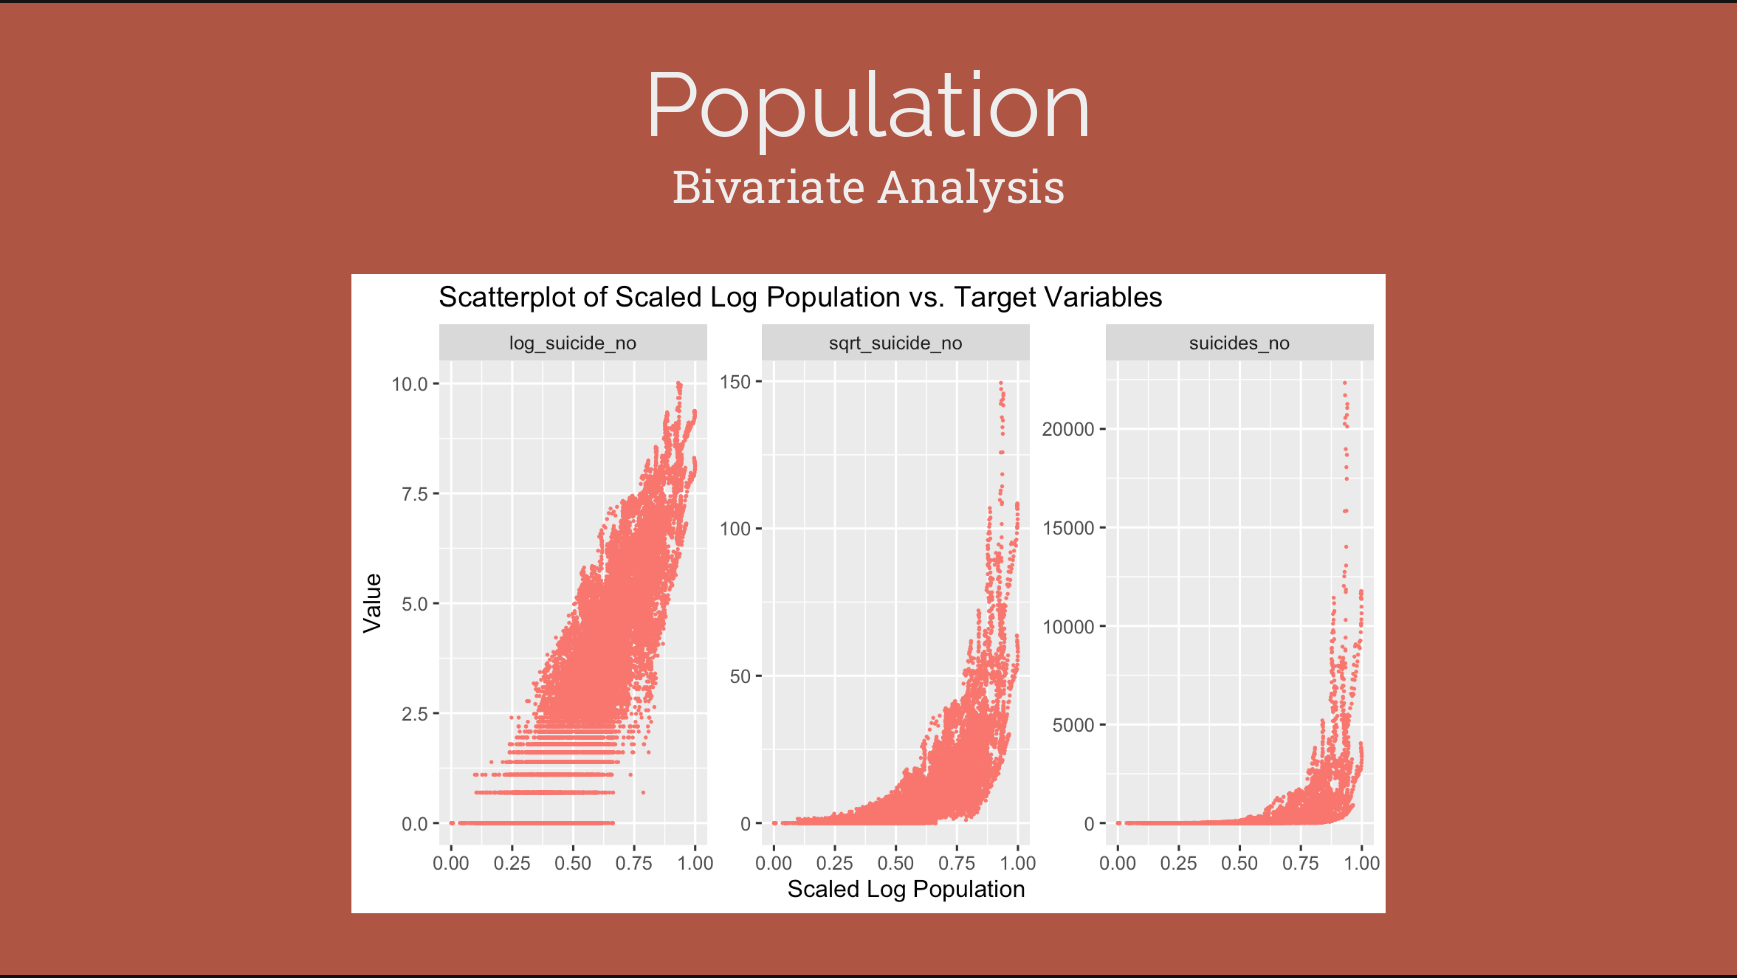 Population
Bivariate Analysis
Scatterplot of Scaled Log Population vs. Target Variables
log_suicide_no
sqrt_suicide_no
suicides_no
Value
10.0
7.5
5.0
2.5
0.0
150
100
50
0
20000
15000
10000
5000
0
0.00 0.25 0.50 0.75 1.00
0.00 0.25 0.50 0.75 1.00
0.00 0.25 0.50 0.75 1.00
Scaled Log Population